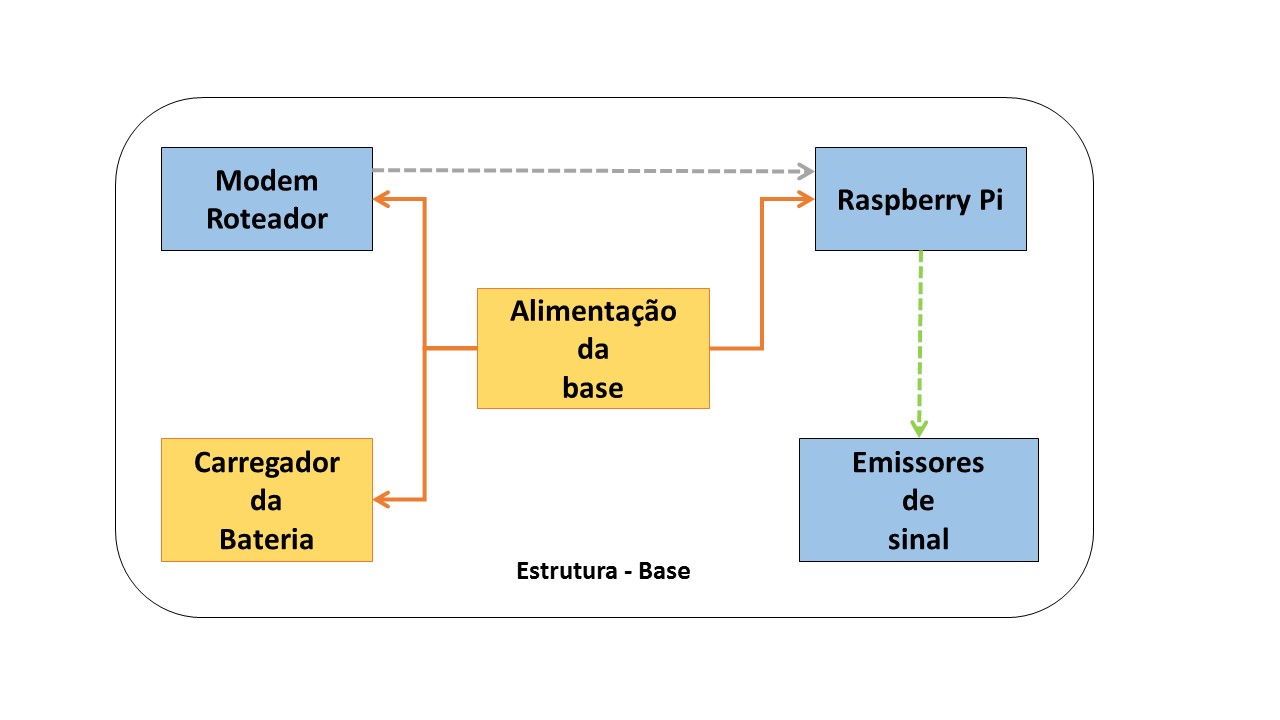 Modem
Roteador
Raspberry Pi
Alimentação
da
base
Carregador
da
Bateria
Emissores
de
sinal
Estrutura - Base